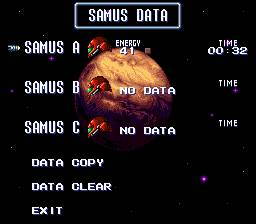 SAMUS DATA
SAMUS A ENERGY 41 TIME 00:32
SAMUS B NO DATA TIME
SAMUS C NO DATA TIME
DATA COPY
DATA CLEAR
EXIT